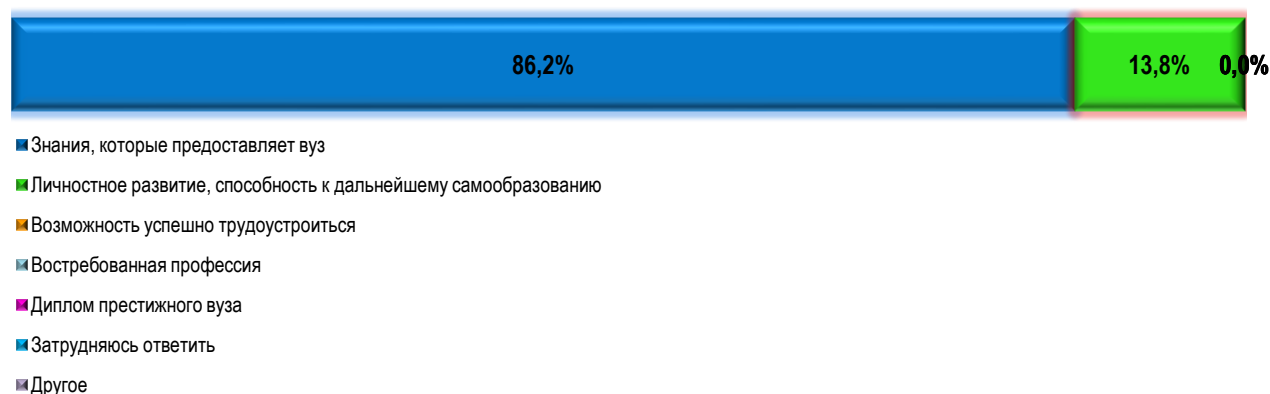 86,2% 13,8% 0,0%
Знания, которые предоставляет вуз
Личностное развитие, способность к дальнейшему самообразованию
Возможность успешно трудоустроиться
Востребованная профессия
Диплом престижного вуза
Затрудняюсь ответить
Другое